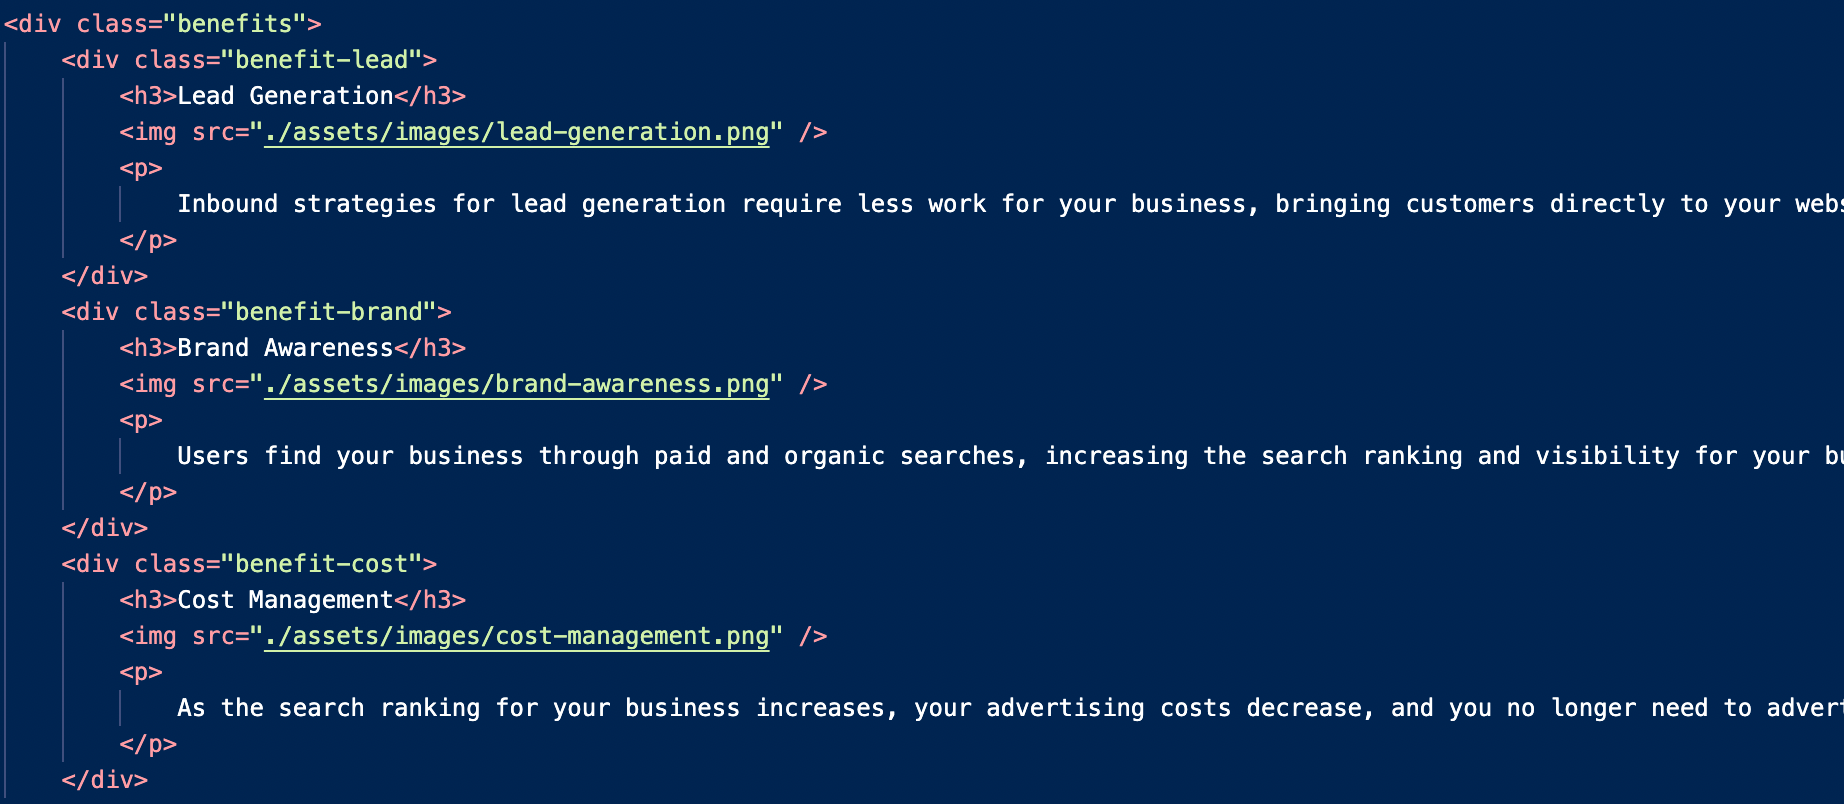 <div class="benefits">
<div class="benefit-lead">
<h3>Lead Generation</h3>
<img src="./assets/images/lead-generation.png" />
<p>
Inbound strategies for lead generation require less work for your business, bringing customers directly to your
</p>
</div>
<div class="benefit-brand">
<h3>Brand Awareness</h3>
<img src="./assets/images/brand-awareness.png" />
<p>
Users find your business through paid and organic searches, increasing the search ranking and visibility for your
</p>
</div>
<div class="benefit-cost">
<h3>Cost Management</h3>
<img src="./assets/images/cost-management.png" />
<p>
As the search ranking for your business increases, your advertising costs decrease, and you no longer need to
</p>
</div>